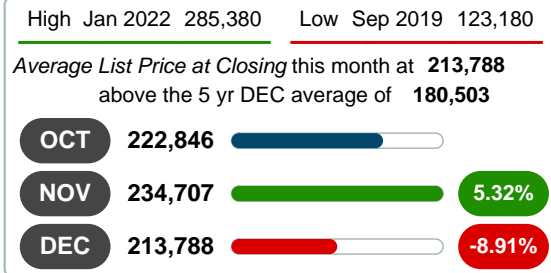 High Jan 2022 285,380 Low Sep 2019 123,180
Average List Price at Closing this month at 213,788
above the 5 yr DEC average of 180,503
OCT 222,846
NOV 234,707 5.32%
DEC 213,788 -8.91%